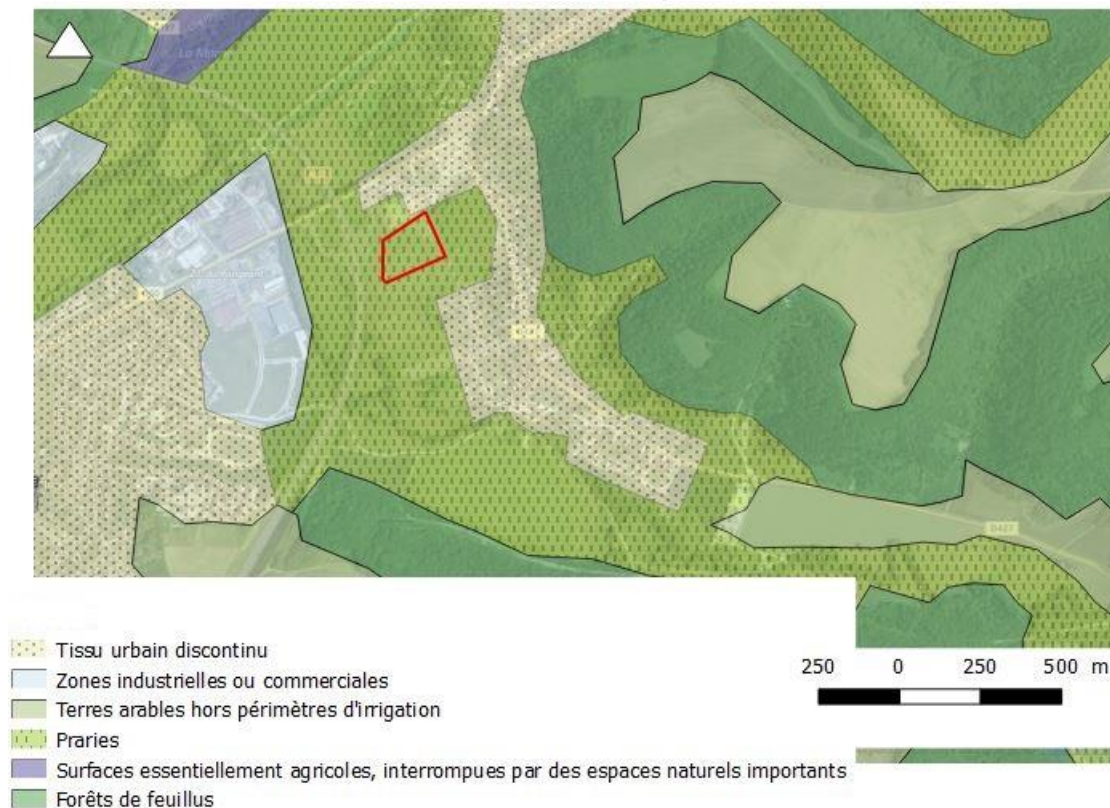 D427
250 0 250 500 m
Tissu urbain discontinu
Zones industrielles ou commerciales
Terres arables hors périmètres d'irrigation
Praries
Surfaces essentiellement agricoles, interrompues par des espaces naturels importants
Forêts de feuillus